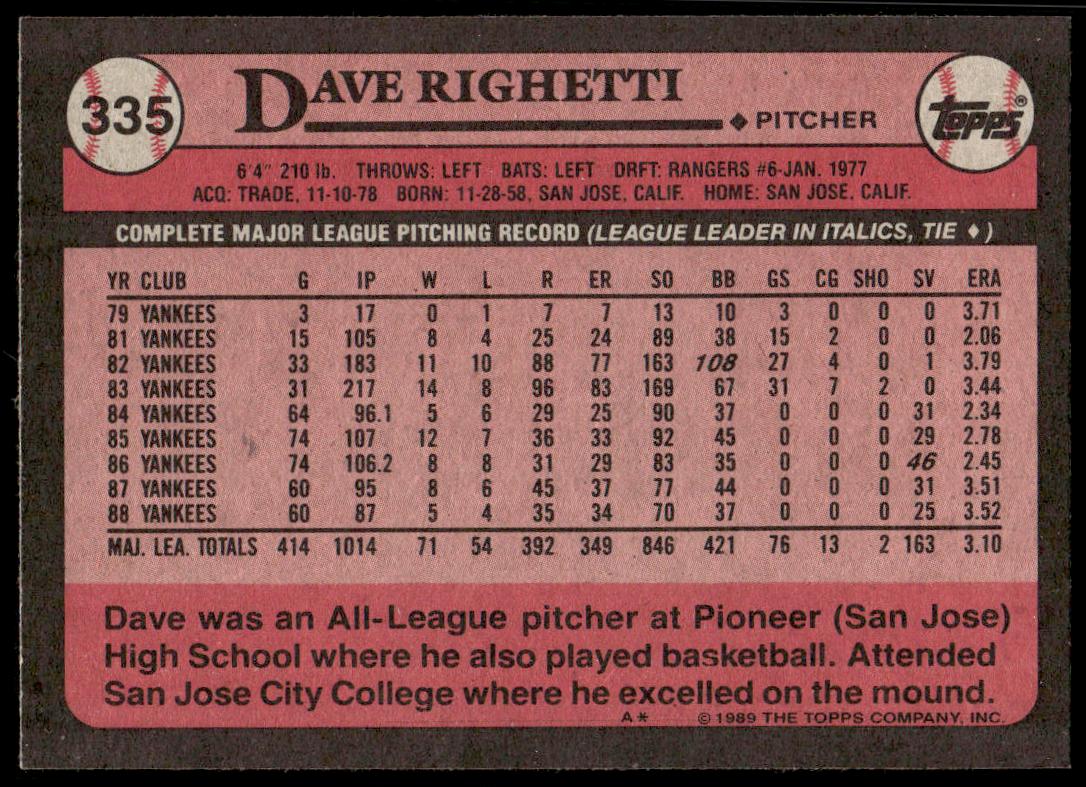 335
DAVE RIGHETTI
◆ PITCHER
TOPPS®
6'4" 210 lb. THROWS: LEFT BATS: LEFT DRFT: RANGERS #6-JAN. 1977
ACQ: TRADE, 11-10-78 BORN: 11-28-58, SAN JOSE, CALIF. HOME: SAN JOSE, CALIF.
COMPLETE MAJOR LEAGUE PITCHING RECORD (LEAGUE LEADER IN ITALICS, TIE ♦)
YR CLUB G IP W L R ER SO BB GS CG SHO SV ERA
79 YANKEES 3 17 0 1 7 7 13 10 3 0 0 0 3.71
81 YANKEES 15 105 8 4 25 24 89 38 15 2 0 0 2.06
82 YANKEES 33 183 11 10 88 77 163 108 27 4 0 1 3.79
83 YANKEES 31 217 14 8 96 83 169 67 31 7 2 0 3.44
84 YANKEES 64 96.1 5 6 29 25 90 37 0 0 0 31 2.34
85 YANKEES 74 107 12 7 36 33 92 45 0 0 0 29 2.78
86 YANKEES 74 106.2 8 8 31 29 83 35 0 0 0 46 2.45
87 YANKEES 60 95 8 6 45 37 77 44 0 0 0 31 3.51
88 YANKEES 60 87 5 4 35 34 70 37 0 0 0 25 3.52
MAJ. LEA. TOTALS 414 1014 71 54 392 349 846 421 76 13 2 163 3.10
Dave was an All-League pitcher at Pioneer (San Jose)
High School where he also played basketball. Attended
San Jose City College where he excelled on the mound.
A* © 1989 THE TOPPS COMPANY, INC.